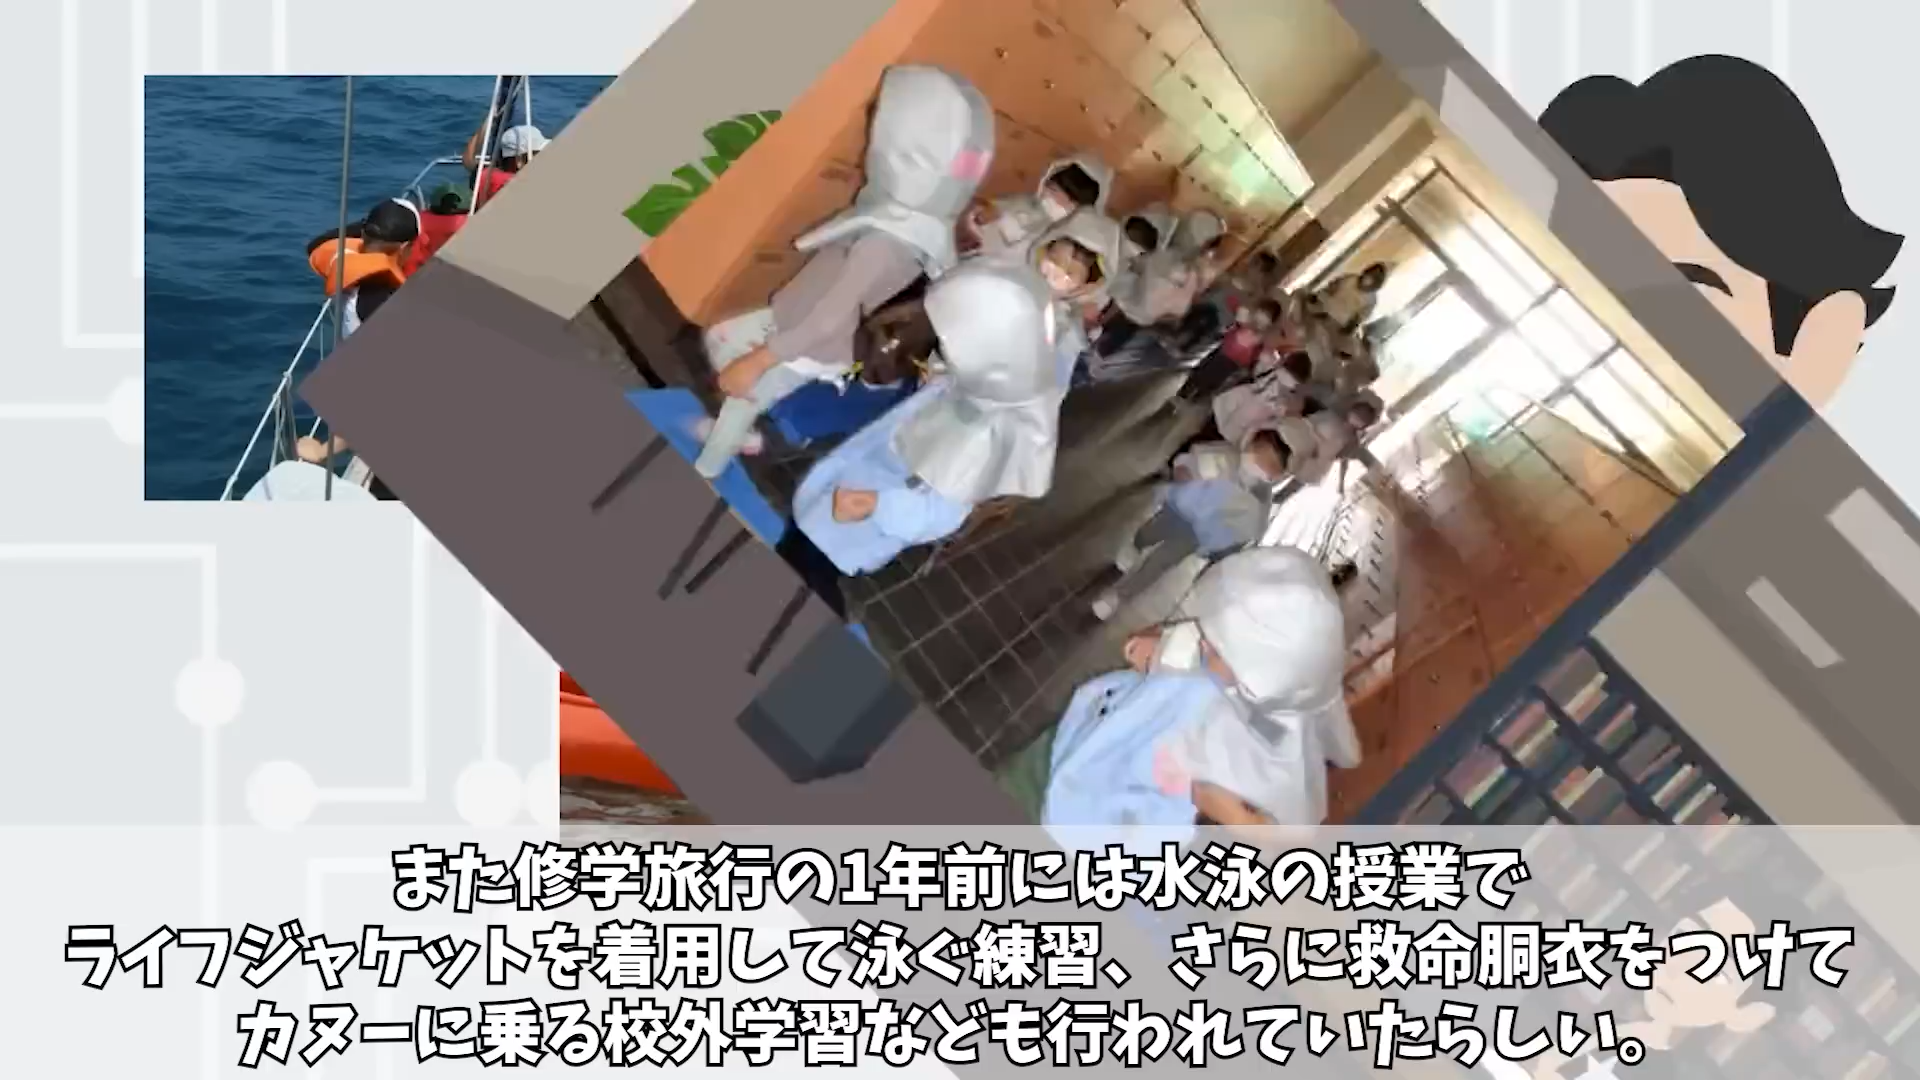 また修学旅行の1年前には水泳の授業で
ライフジャケットを着用して泳ぐ練習、さらに救命胴衣をつけて
カヌーに乗る校外学習なども行われていたらしい。